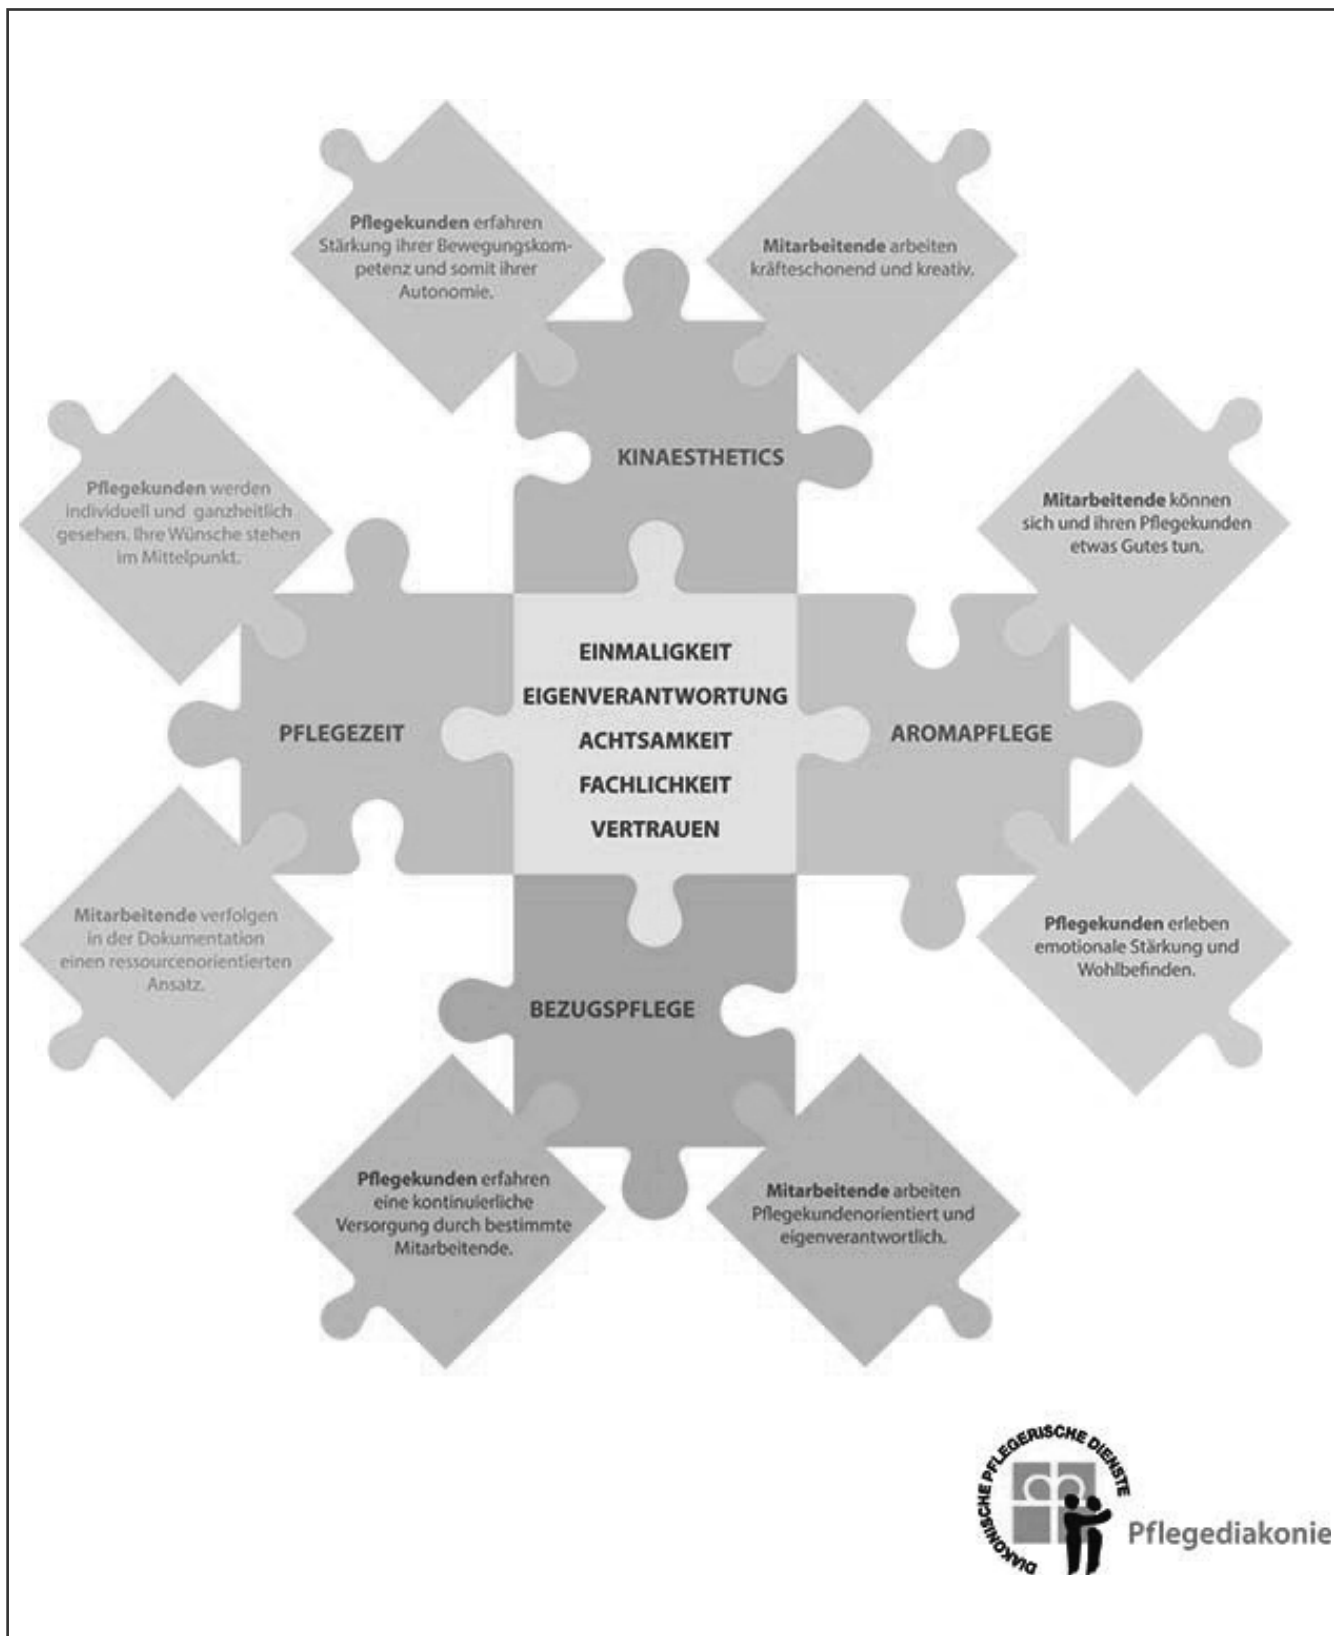 Pflegekunden erfahren
Stärkung ihrer Bewegungskom-
petenz und somit ihrer
Autonomie.
Mitarbeitende arbeiten
kräfteschonend und kreativ.
KINAESTHETICS
Pflegekunden werden
individuell und ganzheitlich
gesehen. Ihre Wünsche stehen
im Mittelpunkt.
Mitarbeitende können
sich und ihren Pflegekunden
etwas Gutes tun.
PFLEGEZEIT
EINMALIGKEIT
EIGENVERANTWORTUNG
ACHTSAMKEIT
FACHLICHKEIT
VERTRAUEN
AROMAPFLEGE
Mitarbeitende verfolgen
in der Dokumentation
einen ressourcenorientierten
Ansatz.
Pflegekunden erleben
emotionale Stärkung und
Wohlbefinden.
BEZUGSPFLEGE
Pflegekunden erfahren
eine kontinuierliche
Versorgung durch bestimmte
Mitarbeitende.
Mitarbeitende arbeiten
Pflegekundenorientiert und
eigenverantwortlich.
DIAKONISCHE PFLEGERISCHE DIENSTE
Pflegediakonie